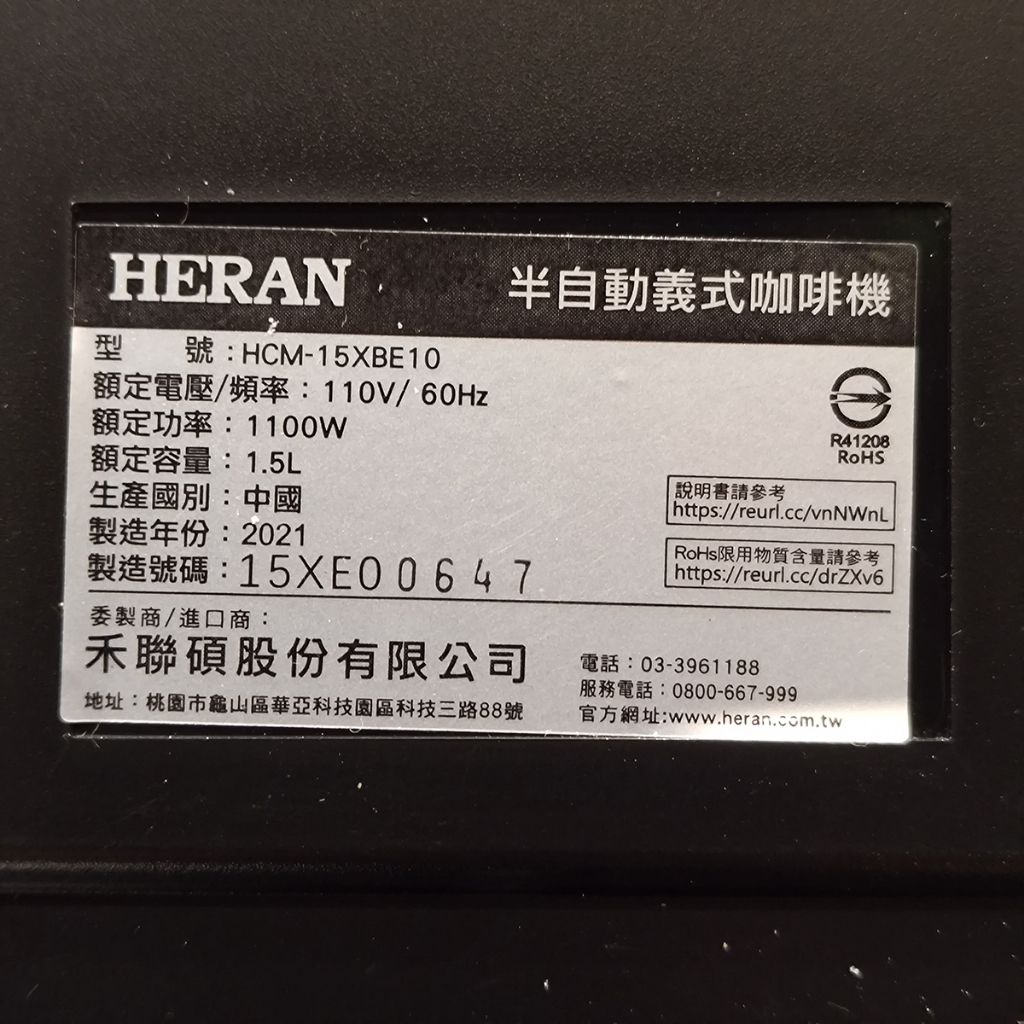 HERAN 半自動義式咖啡機
型 號:HCM-15XBE10
額定電壓/頻率:110V/ 60Hz
額定功率:1100W
額定容量:1.5L
生產國別:中國
製造年份:2021
製造號碼:15XE00647
R41208
RoHS
說明書請參考
https://reurl.cc/vnNWnL
RoHs限用物質含量請參考
https://reurl.cc/drZXv6
委製商/進口商:
禾聯碩股份有限公司
地址:桃園市龜山區華亞科技園區科技三路88號
電話:03-3961188
服務電話:0800-667-999
官方網址:www.heran.com.tw